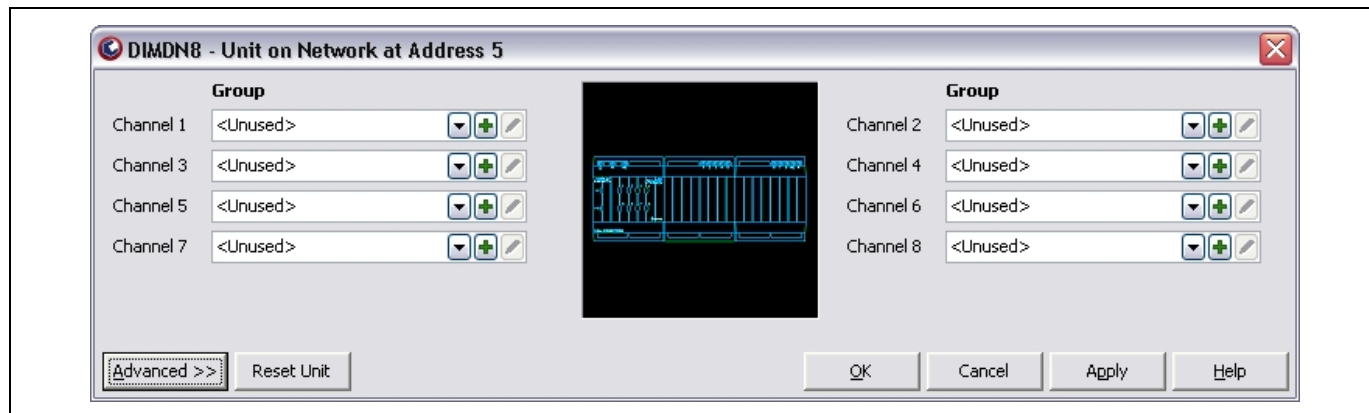 DIMDN8 - Unit on Network at Address 5
Group Group
Channel 1 <Unused> Channel 2 <Unused>
Channel 3 <Unused> Channel 4 <Unused>
Channel 5 <Unused> Channel 6 <Unused>
Channel 7 <Unused> Channel 8 <Unused>
Advanced >> Reset Unit OK Cancel Apply Help